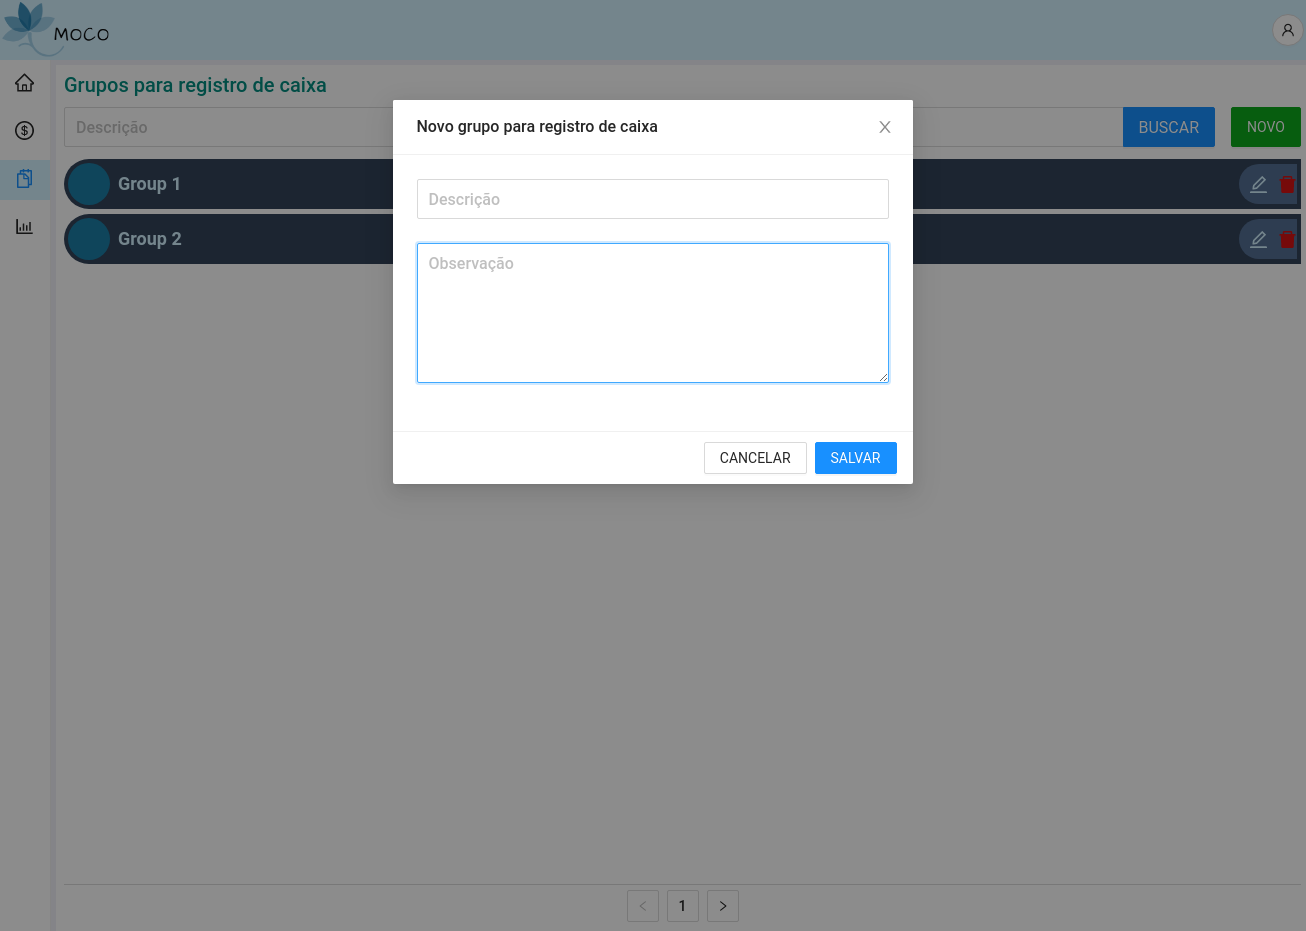 MOCO
Grupos para registro de caixa
Descrição
BUSCAR
NOVO
Group 1
Group 2
Novo grupo para registro de caixa
Descrição
Observação
CANCELAR
SALVAR
1